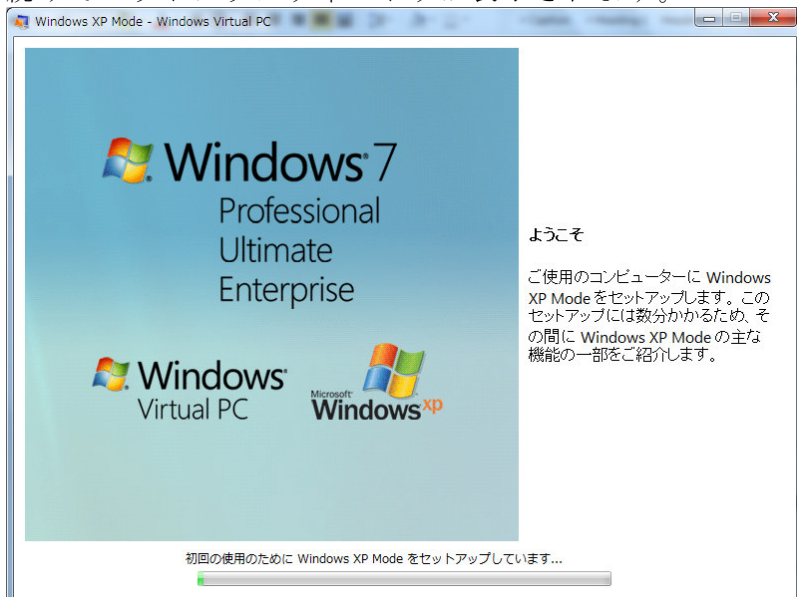 Windows XP Mode - Windows Virtual PC
Windows 7
Professional
Ultimate
Enterprise
Windows
Virtual PC
Microsoft
Windows xp
ようこそ
ご使用のコンピューターに Windows
XP Mode をセットアップします。この
セットアップには数分かかるため、そ
の間に Windows XP Mode の主な
機能の一部をご紹介します。
初回の使用のために Windows XP Mode をセットアップしています...